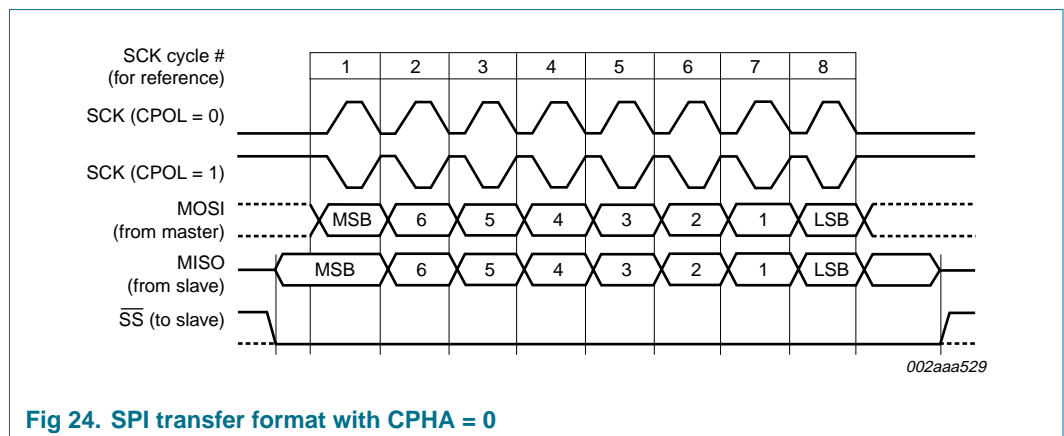 SCK cycle #
(for reference)
1 2 3 4 5 6 7 8
SCK (CPOL = 0)
SCK (CPOL = 1)
MOSI
(from master)
MSB 6 5 4 3 2 1 LSB
MISO
(from slave)
MSB 6 5 4 3 2 1 LSB
SS (to slave)
002aaa529
Fig 24. SPI transfer format with CPHA = 0